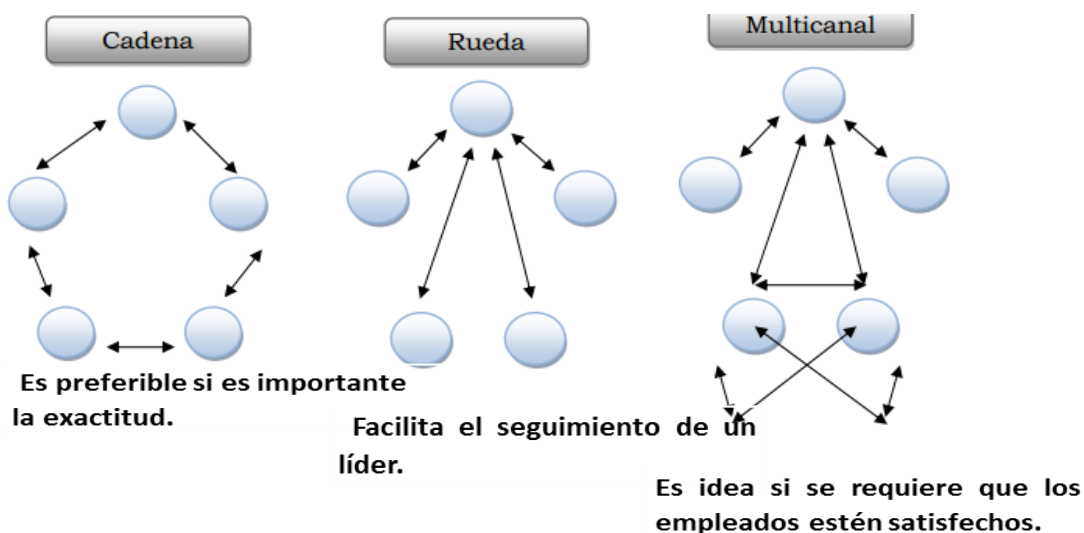 Cadena
Rueda
Multicanal
Es preferible si es importante
la exactitud.
Facilita el seguimiento de un
líder.
Es idea si se requiere que los
empleados estén satisfechos.